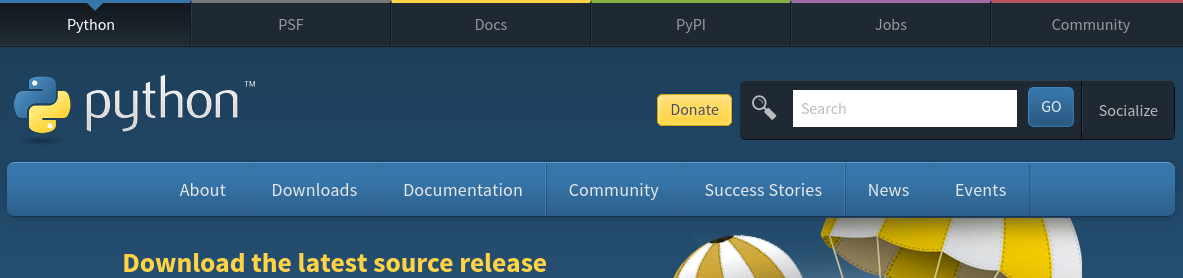 Python PSF Docs PyPI Jobs Community
python™ Donate Search GO Socialize
About Downloads Documentation Community Success Stories News Events
Download the latest source release